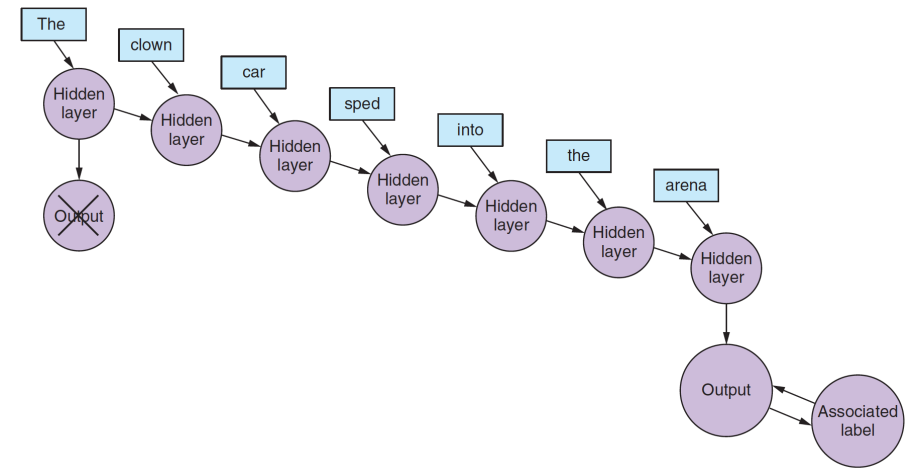 The
clown
car
sped
into
the
arena
Hidden
layer
Hidden
layer
Hidden
layer
Hidden
layer
Hidden
layer
Hidden
layer
Hidden
layer
Output
Output
Associated
label